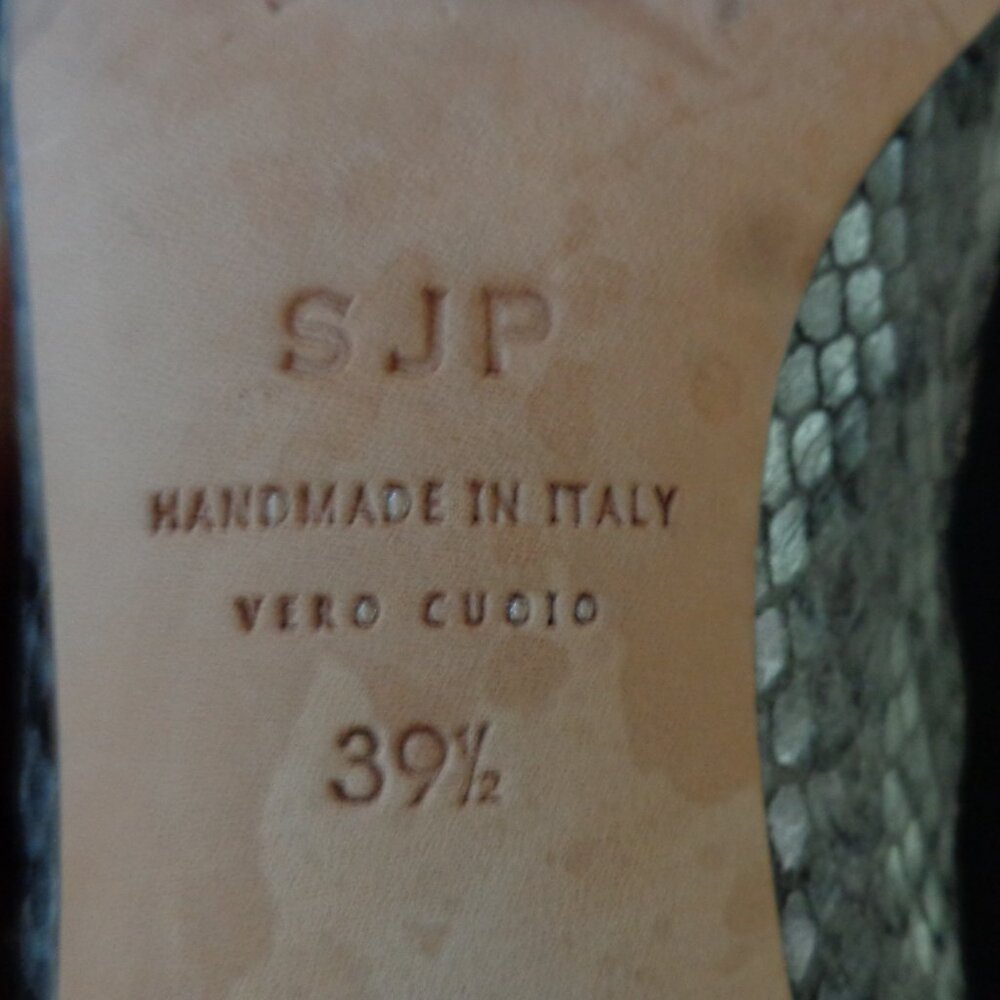 SJP
HANDMADE IN ITALY
VERO CUOIO
39½